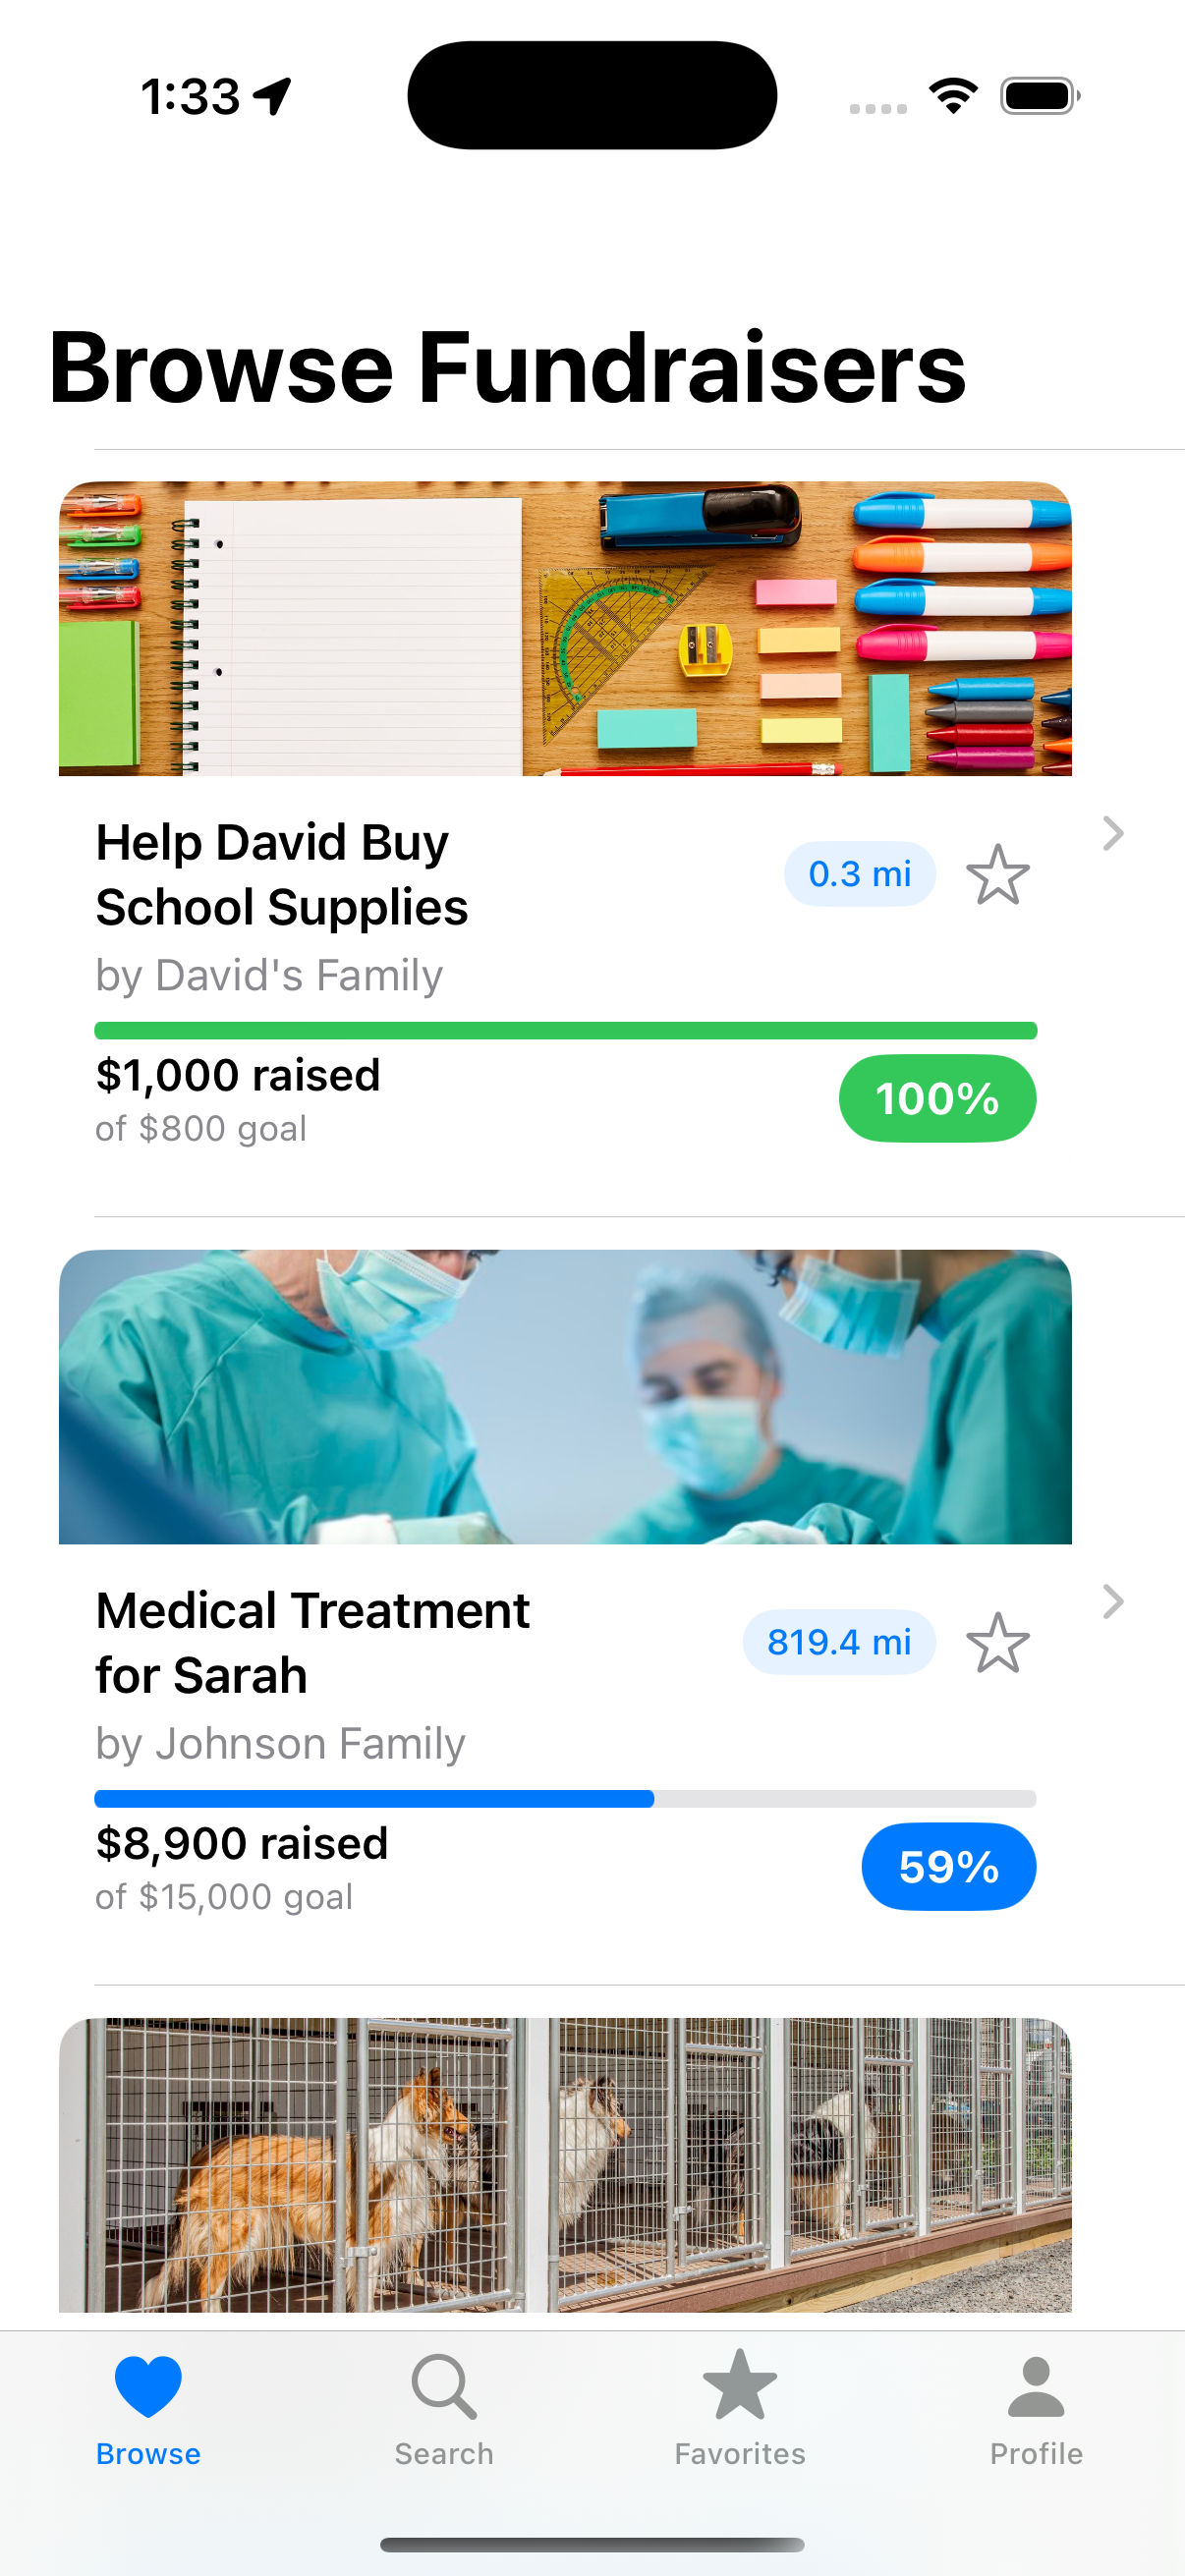 1:33
Browse Fundraisers
Help David Buy
School Supplies
0.3 mi
by David's Family
$1,000 raised
of $800 goal
100%
Medical Treatment
for Sarah
819.4 mi
by Johnson Family
$8,900 raised
of $15,000 goal
59%
Browse
Search
Favorites
Profile